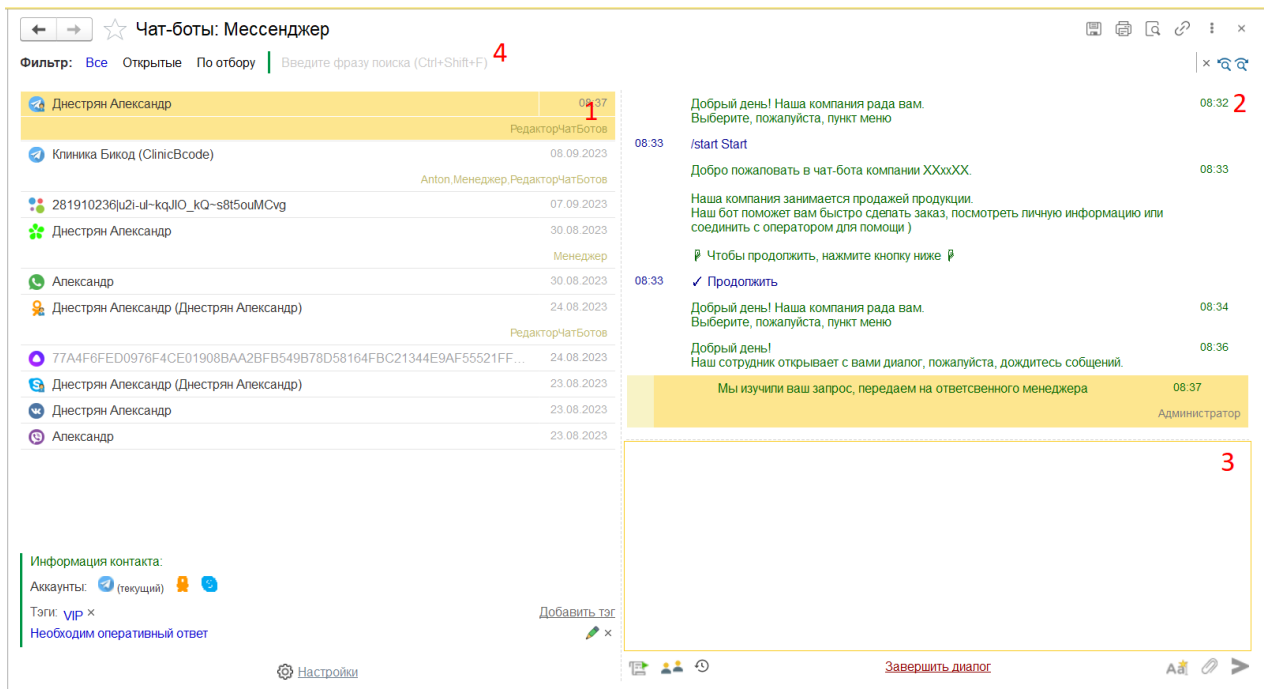 Чат-боты: Мессенджер
Фильтр: Все Открытые По отбору Введите фразу поиска (Ctrl+Shift+F) 4
Днестрян Александр 08:37
1
РедакторЧатБотов
Клиника Бикод (ClinicBcode) 08.09.2023
Anton,Менеджер,РедакторЧатБотов
281910236|u2i-ul~kqJlO_kQ~s8t5ouMCvg 07.09.2023
Днестрян Александр 30.08.2023
Менеджер
Александр 30.08.2023
Днестрян Александр (Днестрян Александр) 24.08.2023
РедакторЧатБотов
77A4F6FED0976F4CE01908BAA2BFB549B78D58164FBC21344E9AF55521FF... 24.08.2023
Днестрян Александр (Днестрян Александр) 23.08.2023
Днестрян Александр 23.08.2023
Александр 23.08.2023
Информация контакта:
Аккаунты: (текущий)
Тэги: VIP × Добавить тэг
Необходим оперативный ответ ×
Настройки
Добрый день! Наша компания рада вам. 08:32 2
Выберите, пожалуйста, пункт меню
08:33 /start Start
Добро пожаловать в чат-бота компании XXxxXX. 08:33
Наша компания занимается продажей продукции.
Наш бот поможет вам быстро сделать заказ, посмотреть личную информацию или
соединить с оператором для помощи )
Чтобы продолжить, нажмите кнопку ниже
08:33 ✓ Продолжить
Добрый день! Наша компания рада вам. 08:34
Выберите, пожалуйста, пункт меню
Добрый день! 08:36
Наш сотрудник открывает с вами диалог, пожалуйста, дождитесь собщений.
Мы изучили ваш запрос, передаем на ответсвенного менеджера 08:37
Администратор
3
Завершить диалог Aa